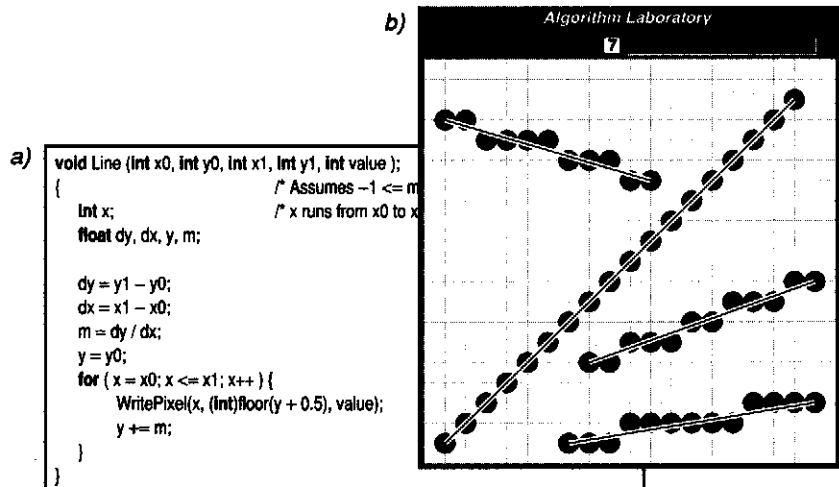 b)
Algorithm Laboratory
7
a)
void Line (int x0, int y0, int x1, int y1, int value );
{ /* Assumes –1 <= m
int x; /* x runs from x0 to x
float dy, dx, y, m;
dy = y1 – y0;
dx = x1 – x0;
m = dy / dx;
y = y0;
for ( x = x0; x <= x1; x++ ) {
WritePixel(x, (int)floor(y + 0.5), value);
y += m;
}
}